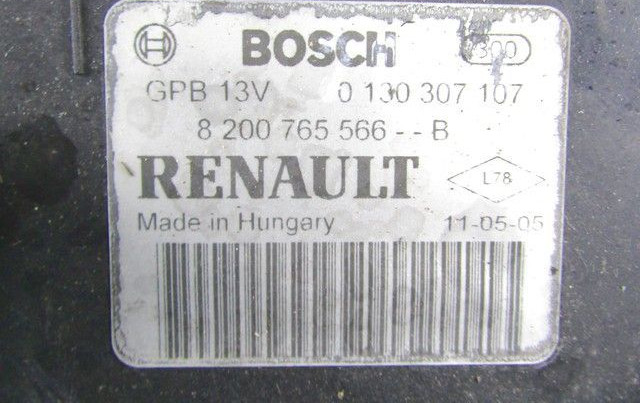 BOSCH 300
GPB 13V 0 130 307 107
8 200 765 566 - - B
RENAULT L78
Made in Hungary 11-05-05